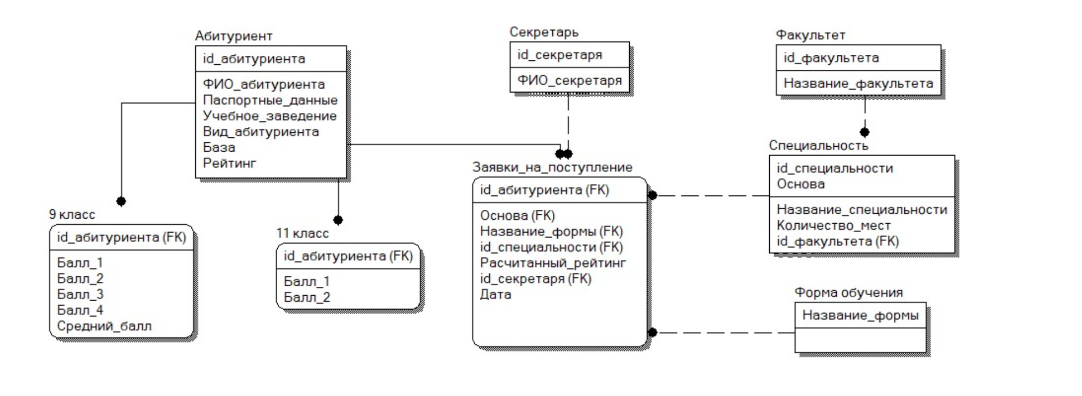 Абитуриент
id_абитуриента
ФИО_абитуриента
Паспортные_данные
Учебное_заведение
Вид_абитуриента
База
Рейтинг
Секретарь
id_секретаря
ФИО_секретаря
Факультет
id_факультета
Название_факультета
Специальность
id_специальности
Основа
Название_специальности
Количество_мест
id_факультета (FK)
Заявки_на_поступление
id_абитуриента (FK)
Основа (FK)
Название_формы (FK)
id_специальности (FK)
Расчитанный_рейтинг
id_секретаря (FK)
Дата
9 класс
id_абитуриента (FK)
Балл_1
Балл_2
Балл_3
Балл_4
Средний_балл
11 класс
id_абитуриента (FK)
Балл_1
Балл_2
Форма обучения
Название_формы